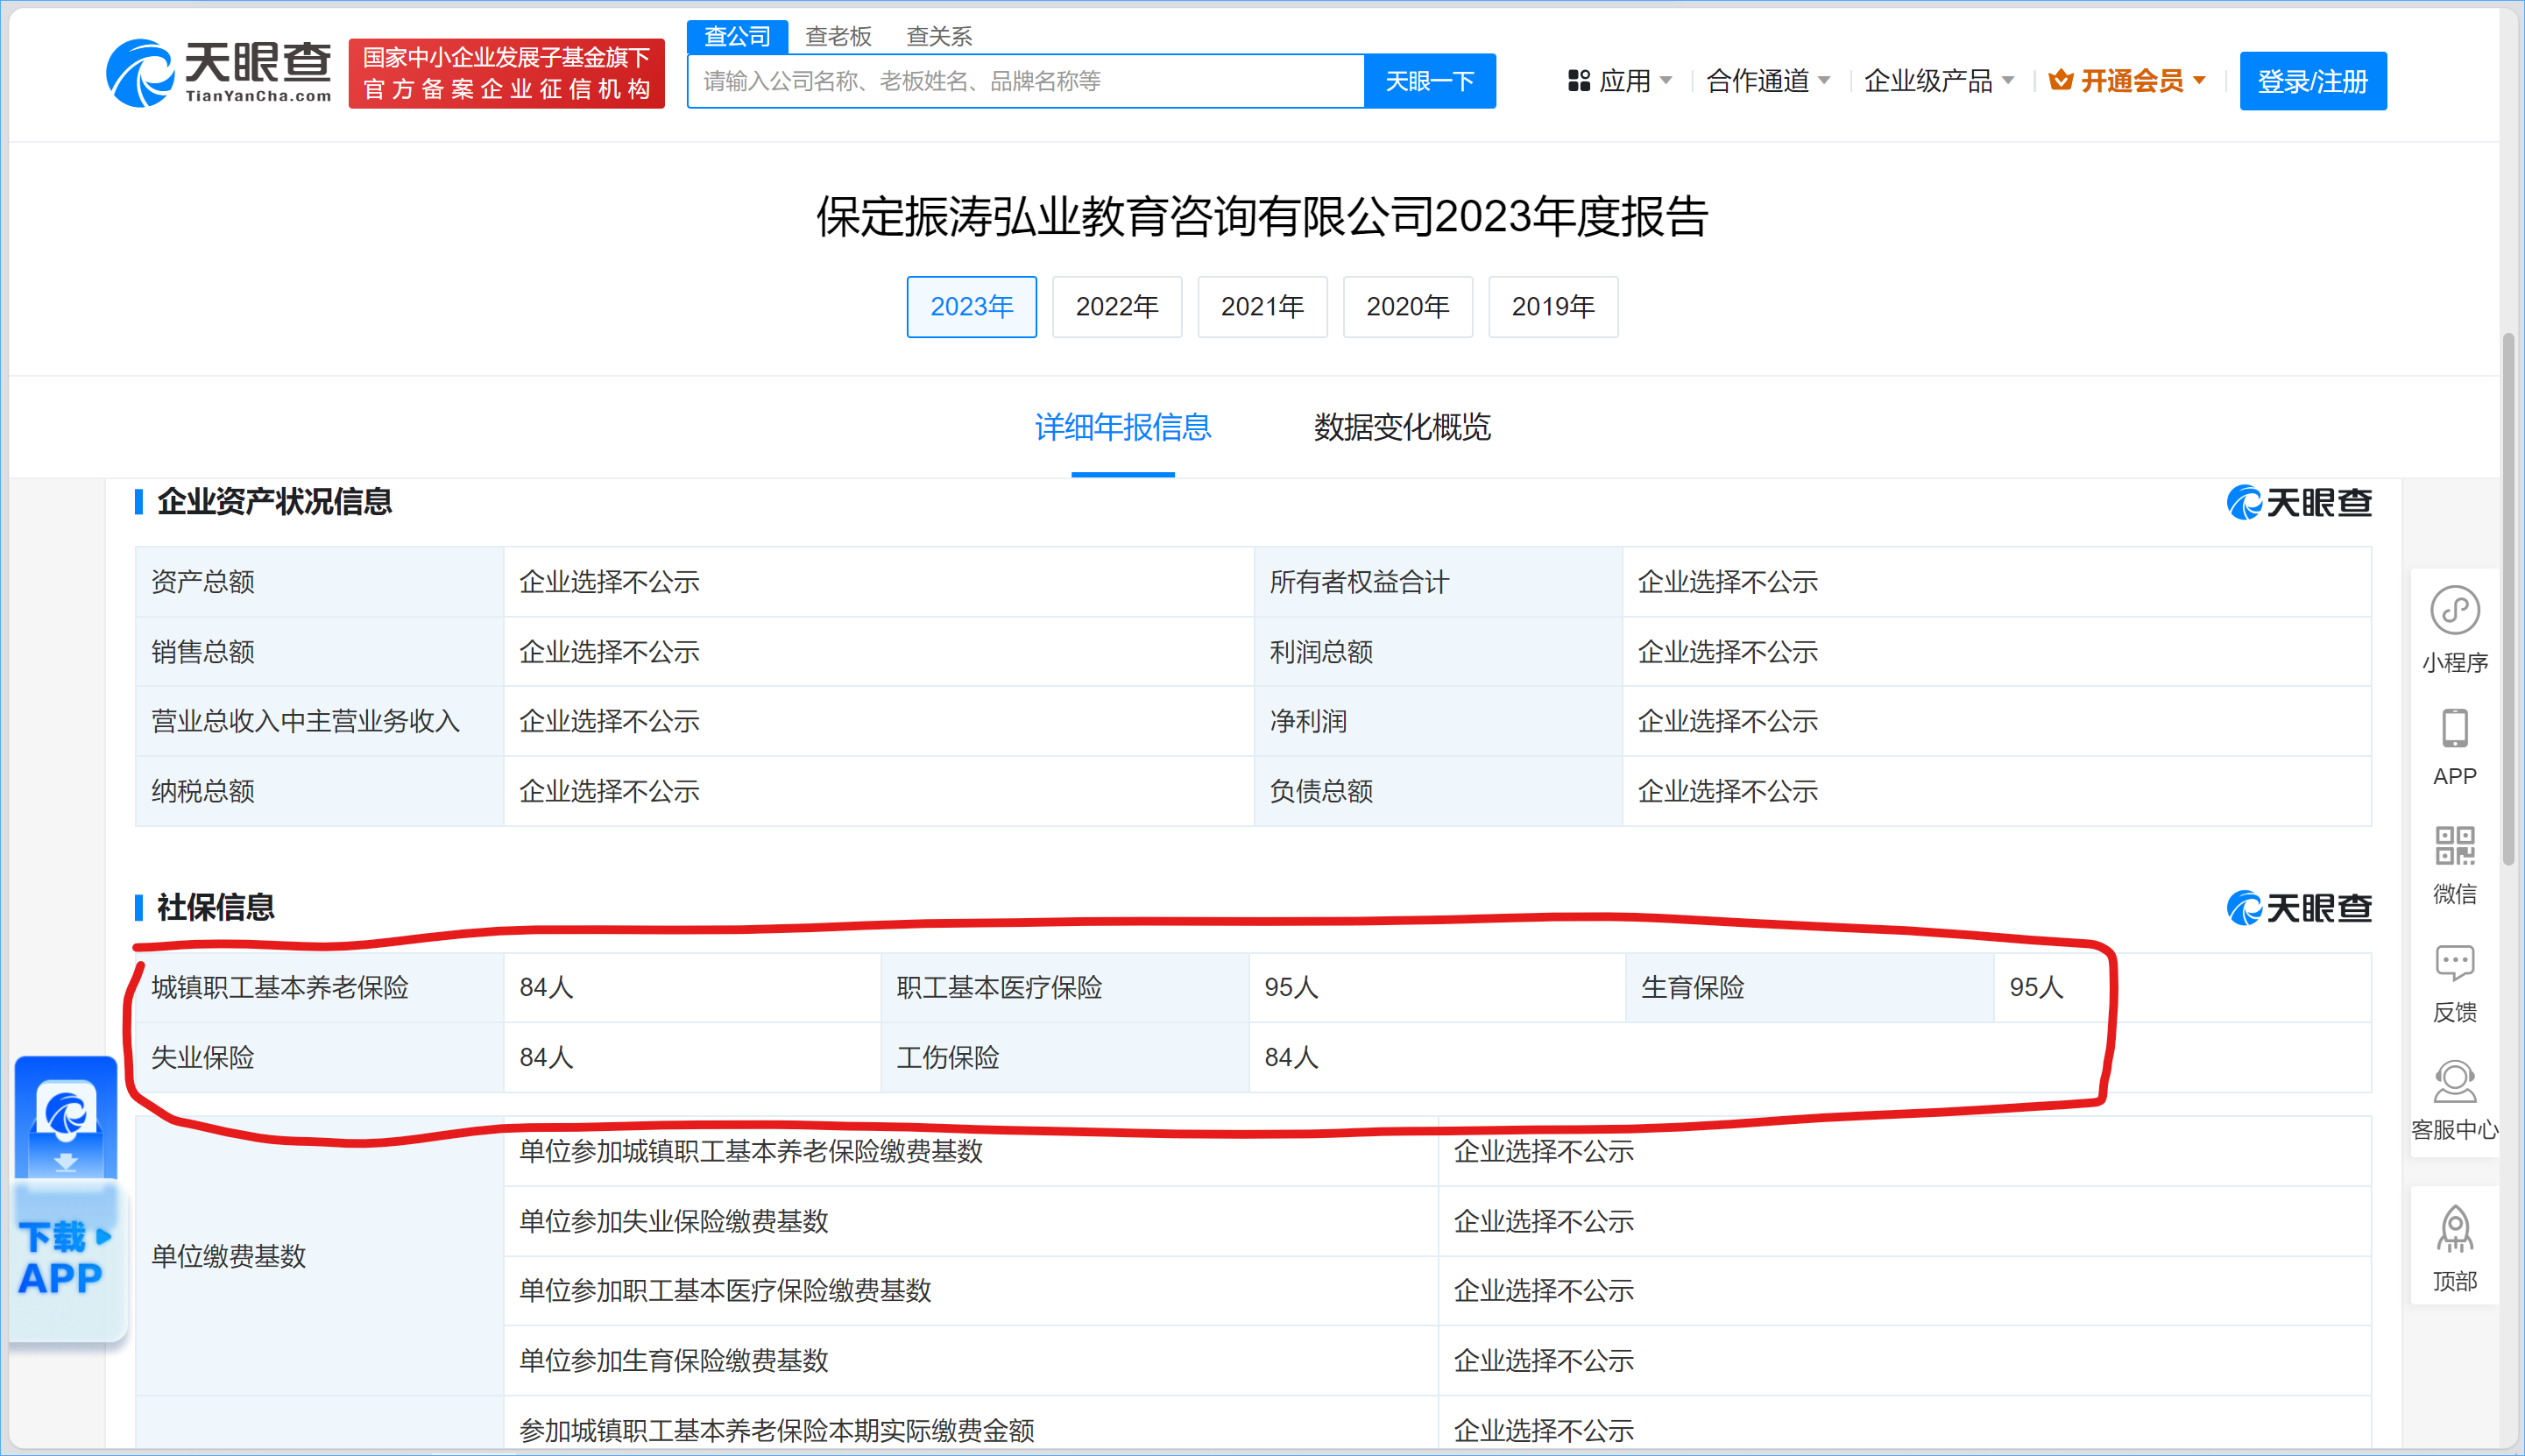 查公司 查老板 查关系
天眼查
TianYanCha.com
国家中小企业发展子基金旗下
官方备案企业征信机构
请输入公司名称、老板姓名、品牌名称等 天眼一下
应用 合作通道 企业级产品 开通会员 登录/注册
保定振涛弘业教育咨询有限公司2023年度报告
2023年 2022年 2021年 2020年 2019年
详细年报信息 数据变化概览
企业资产状况信息 天眼查
资产总额 企业选择不公示 所有者权益合计 企业选择不公示
销售总额 企业选择不公示 利润总额 企业选择不公示
营业总收入中主营业务收入 企业选择不公示 净利润 企业选择不公示
纳税总额 企业选择不公示 负债总额 企业选择不公示
社保信息 天眼查
城镇职工基本养老保险 84人 职工基本医疗保险 95人 生育保险 95人
失业保险 84人 工伤保险 84人
单位缴费基数
单位参加城镇职工基本养老保险缴费基数 企业选择不公示
单位参加失业保险缴费基数 企业选择不公示
单位参加职工基本医疗保险缴费基数 企业选择不公示
单位参加生育保险缴费基数 企业选择不公示
参加城镇职工基本养老保险本期实际缴费金额 企业选择不公示
下载
APP
小程序
APP
微信
反馈
客服中心
顶部